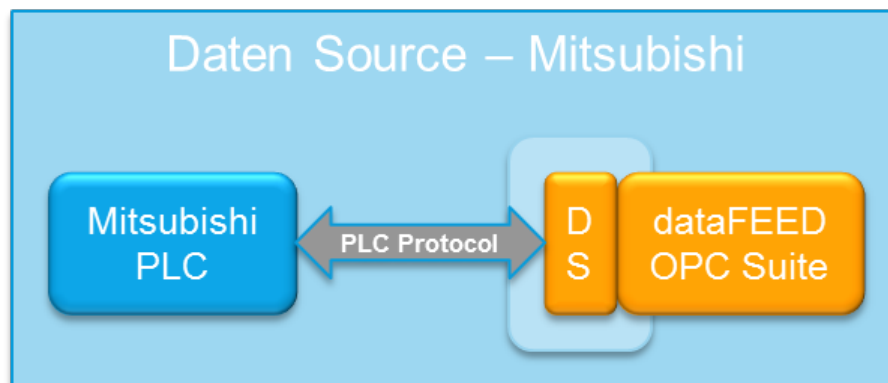 Daten Source – Mitsubishi
Mitsubishi
PLC
PLC Protocol
D
S
dataFEED
OPC Suite